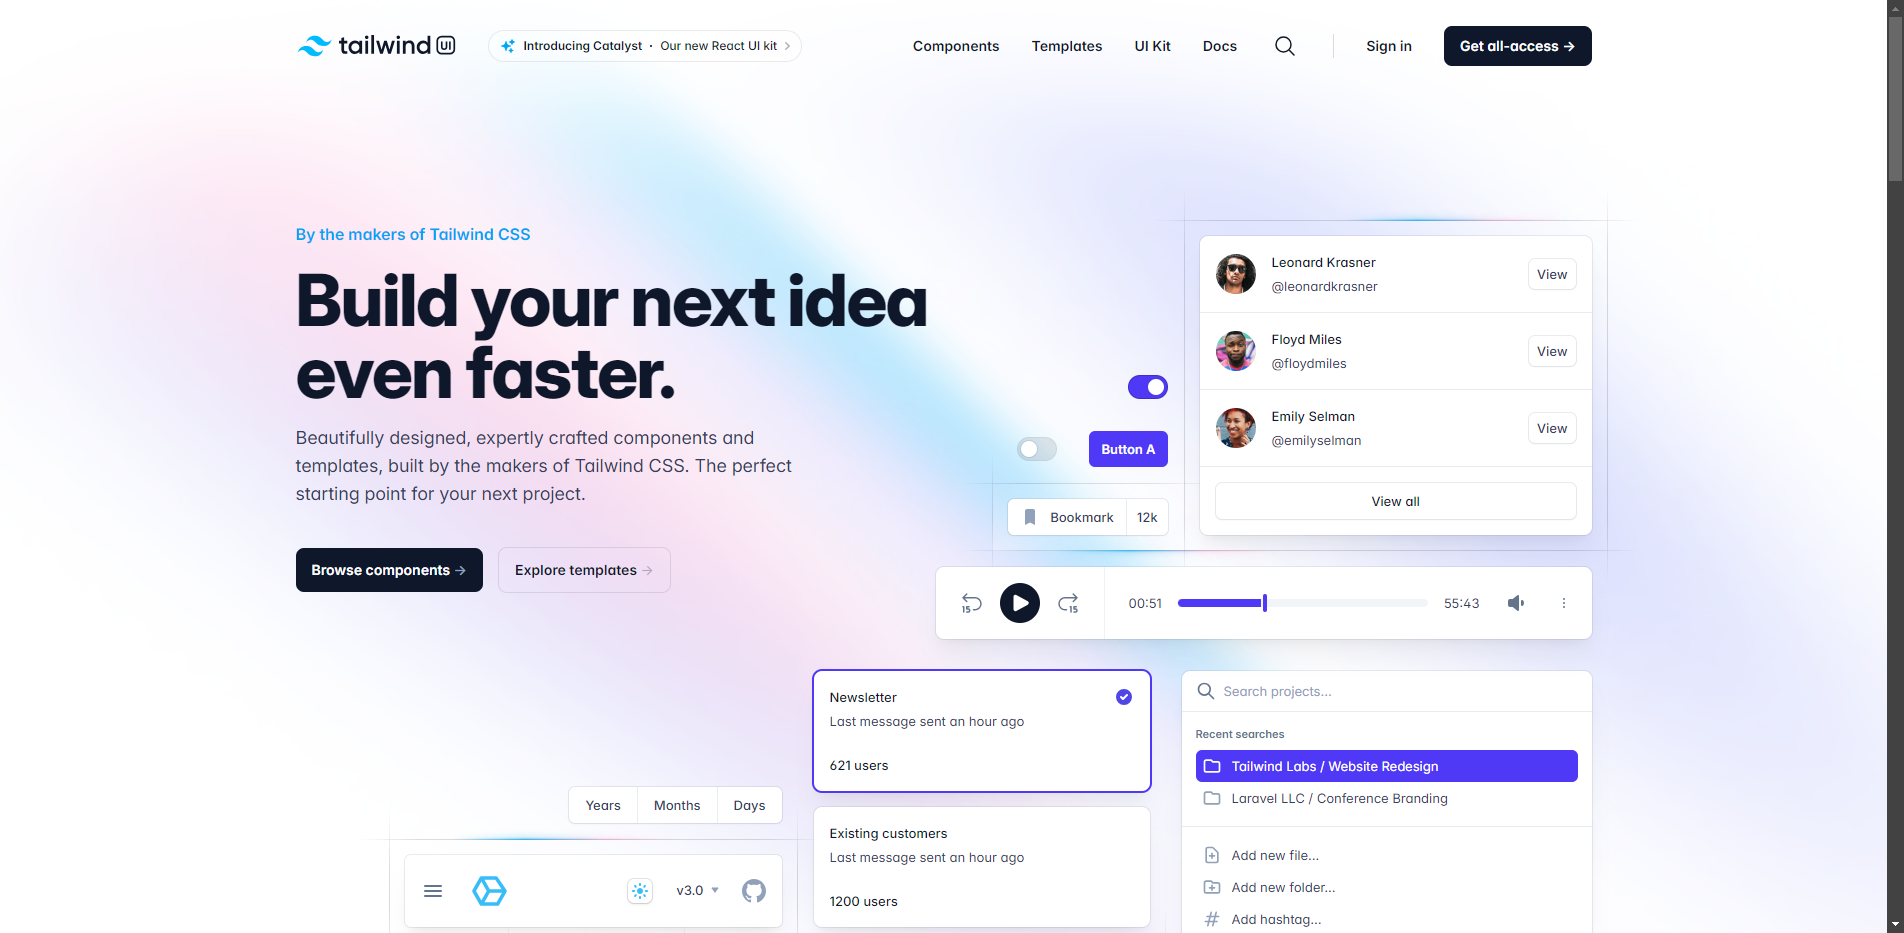 tailwind UI
Introducing Catalyst · Our new React UI kit
Components
Templates
UI Kit
Docs
Sign in
Get all-access →
By the makers of Tailwind CSS
Build your next idea
even faster.
Beautifully designed, expertly crafted components and
templates, built by the makers of Tailwind CSS. The perfect
starting point for your next project.
Browse components →
Explore templates →
Leonard Krasner
@leonardkrasner
View
Floyd Miles
@floydmiles
View
Emily Selman
@emilyselman
View
View all
Button A
Bookmark
12k
15
15
00:51
55:43
Newsletter
Last message sent an hour ago
621 users
Existing customers
Last message sent an hour ago
1200 users
Years
Months
Days
v3.0
Search projects...
Recent searches
Tailwind Labs / Website Redesign
Laravel LLC / Conference Branding
Add new file...
Add new folder...
Add hashtag...